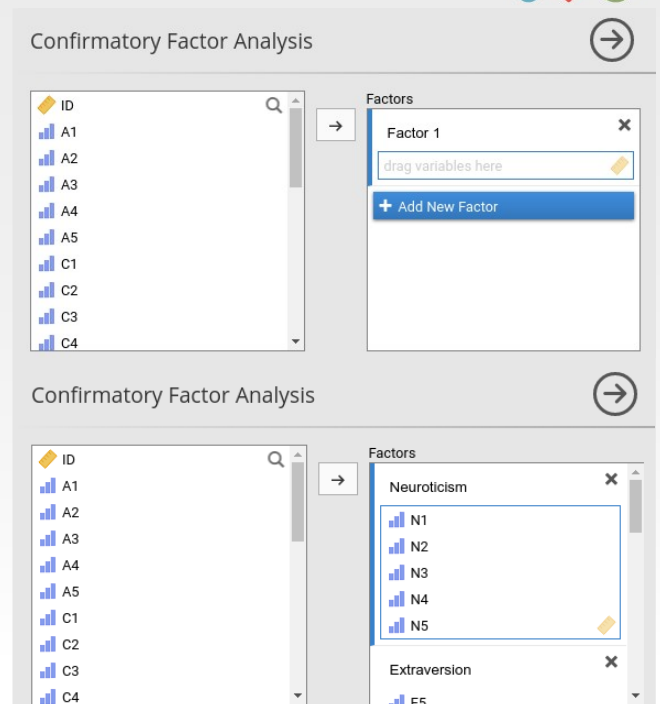 Confirmatory Factor Analysis
ID
A1
A2
A3
A4
A5
C1
C2
C3
C4
Factors
Factor 1
drag variables here
Add New Factor
Confirmatory Factor Analysis
ID
A1
A2
A3
A4
A5
C1
C2
C3
C4
Factors
Neuroticism
N1
N2
N3
N4
N5
Extraversion